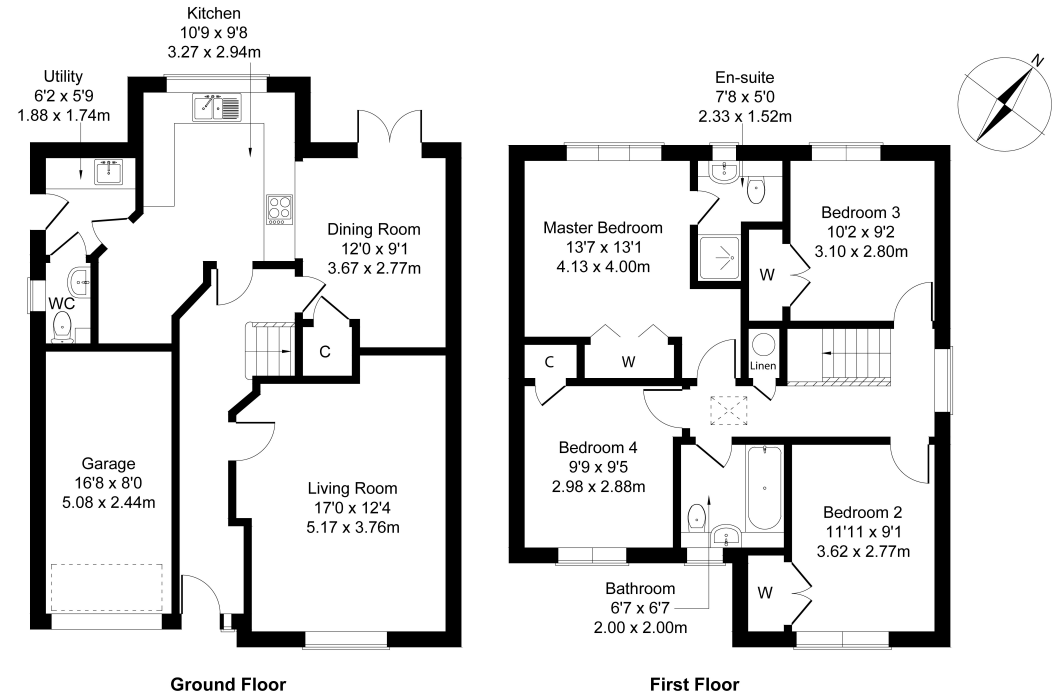 Kitchen
10'9 x 9'8
3.27 x 2.94m
Utility
6'2 x 5'9
1.88 x 1.74m
Dining Room
12'0 x 9'1
3.67 x 2.77m
WC
C
Garage
16'8 x 8'0
5.08 x 2.44m
Living Room
17'0 x 12'4
5.17 x 3.76m
Ground Floor
N
En-suite
7'8 x 5'0
2.33 x 1.52m
Master Bedroom
13'7 x 13'1
4.13 x 4.00m
Bedroom 3
10'2 x 9'2
3.10 x 2.80m
W
C
W
Linen
Bedroom 4
9'9 x 9'5
2.98 x 2.88m
Bedroom 2
11'11 x 9'1
3.62 x 2.77m
W
Bathroom
6'7 x 6'7
2.00 x 2.00m
First Floor